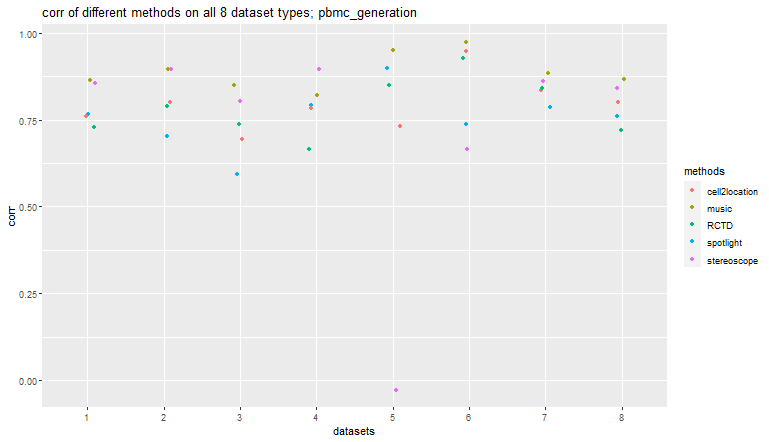 corr of different methods on all 8 dataset types; pbmc_generation
corr
1.00
0.75
0.50
0.25
0.00
1 2 3 4 5 6 7 8
datasets
methods
cell2location
music
RCTD
spotlight
stereoscope